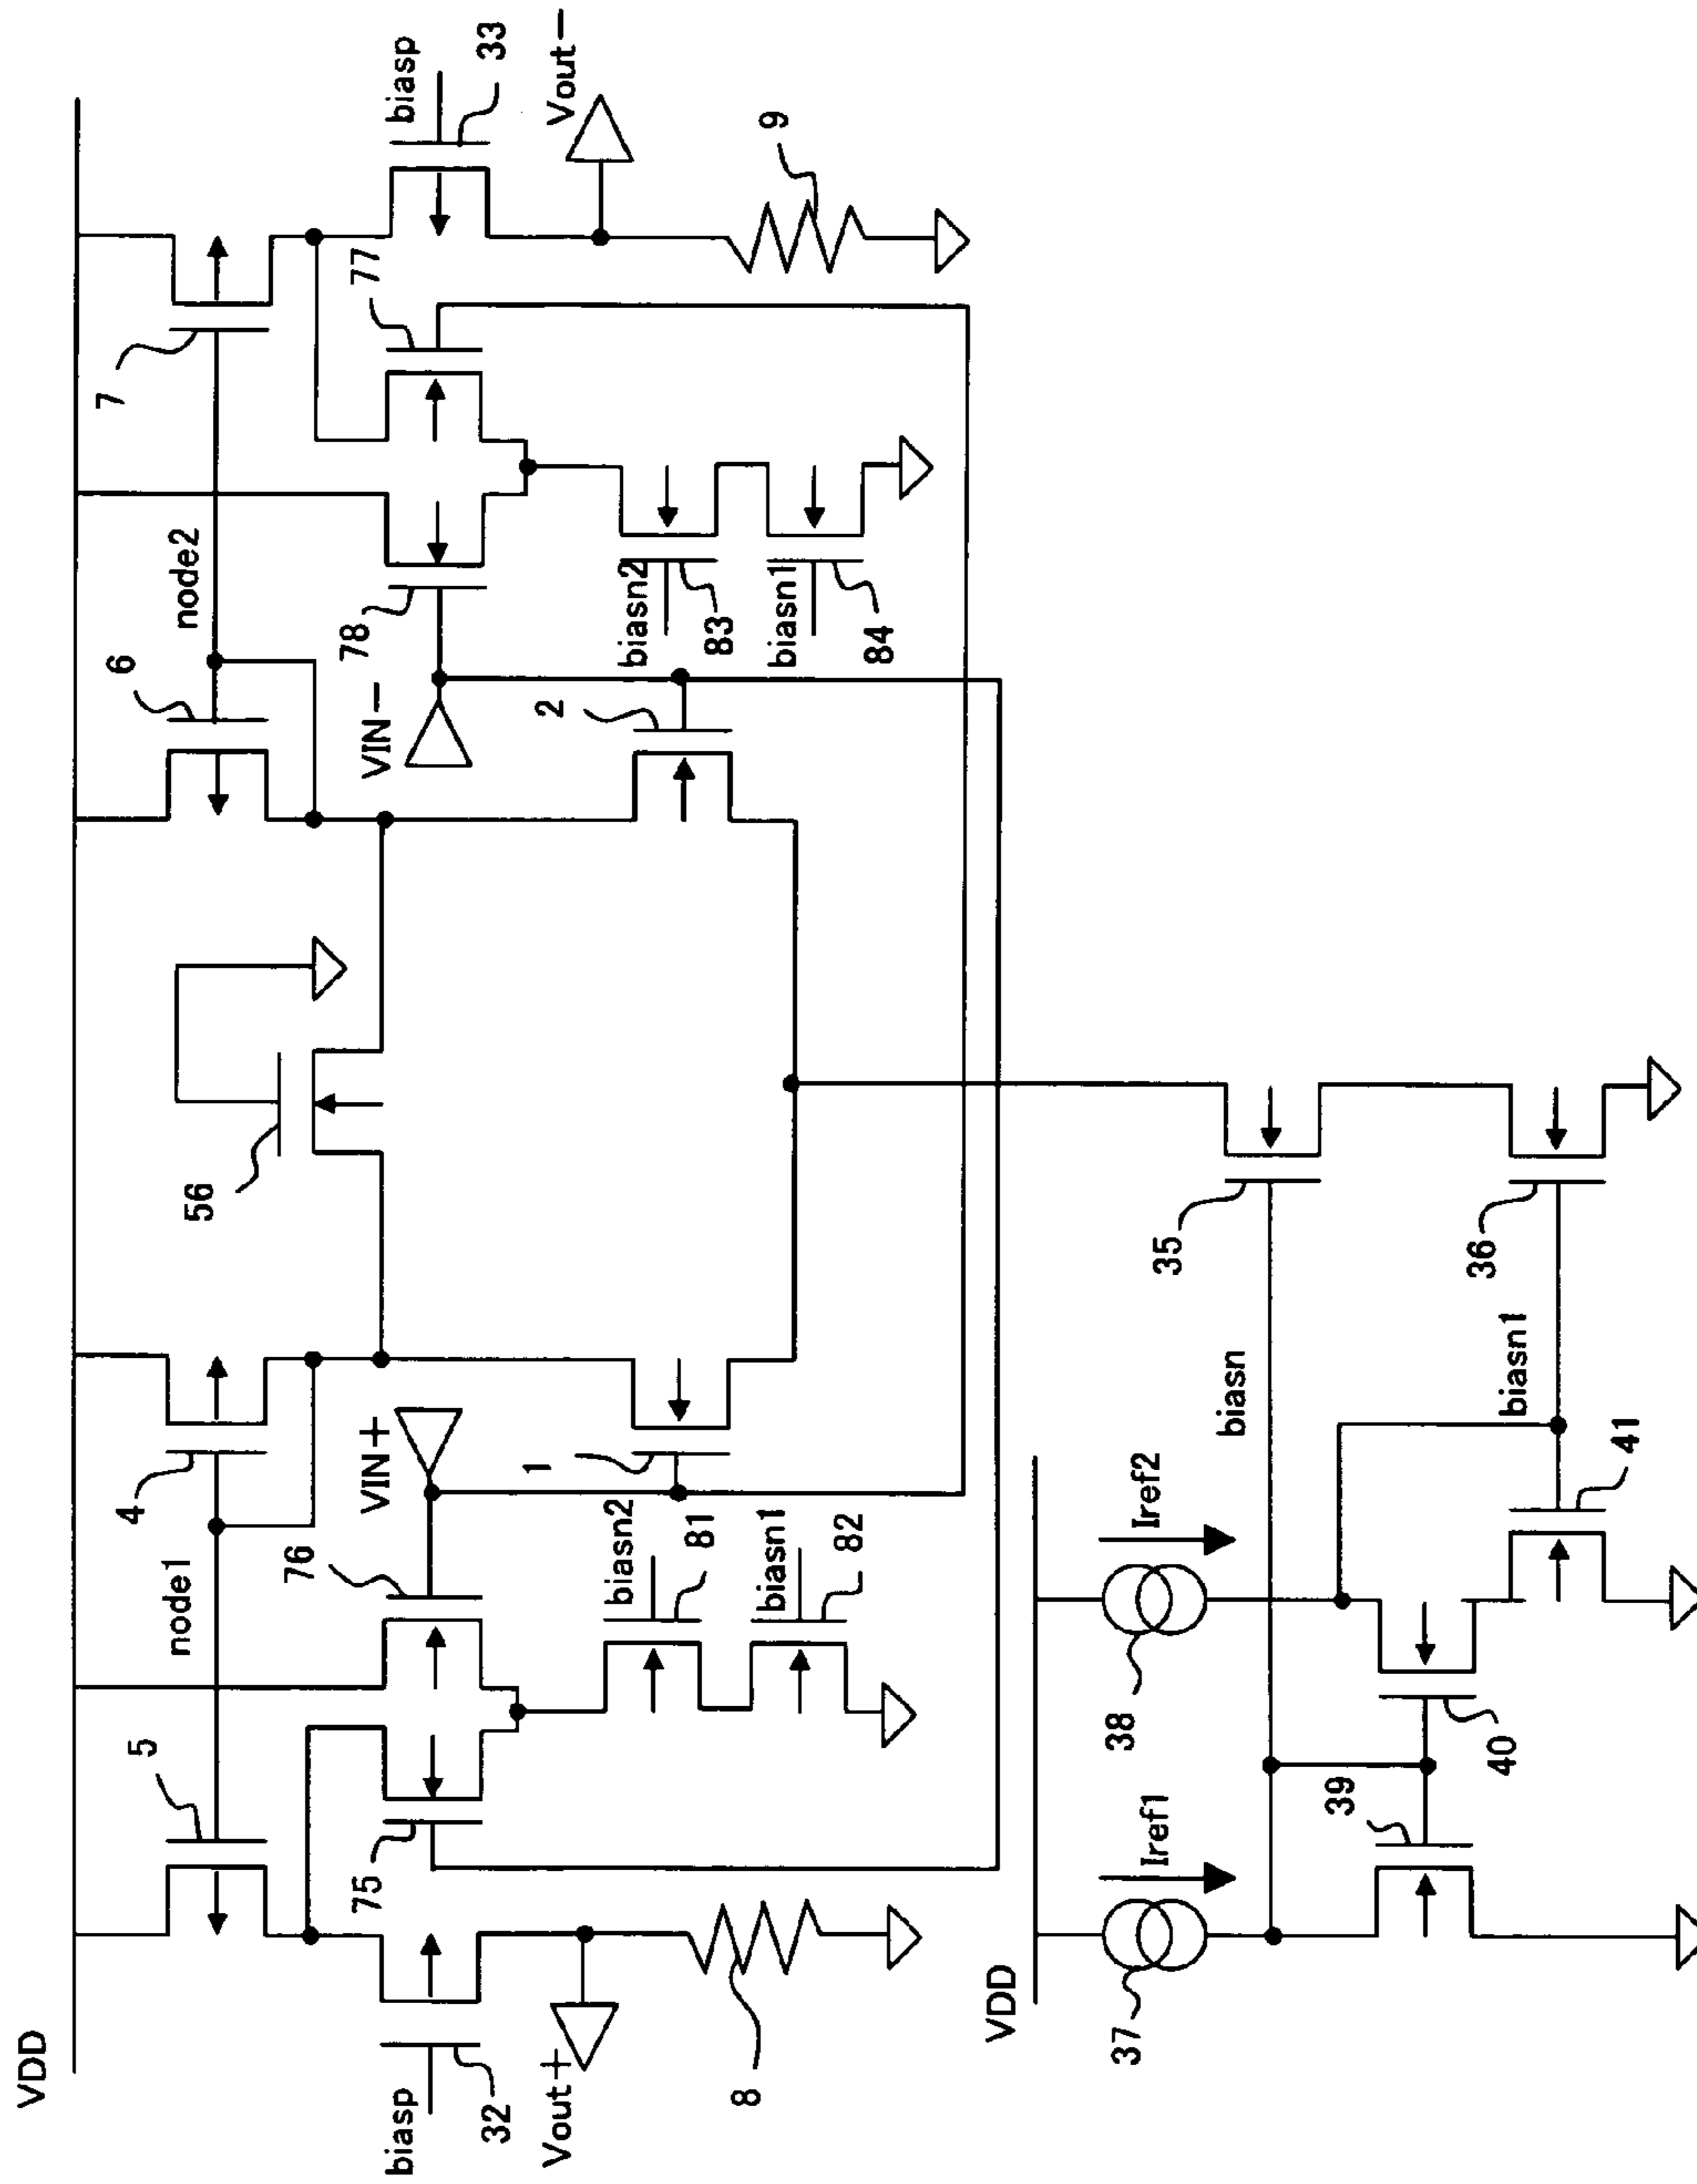 VDD
5
node1
4
56
6
node2
7
biasp
32
75
76
VIN+
VIN−
78
77
biasp
33
Vout+
8
biasn2
81
biasn1
82
1
2
biasn2
83
biasn1
84
Vout−
9
VDD
37
Iref1
38
Iref2
biasn
35
39
40
41
biasn1
36